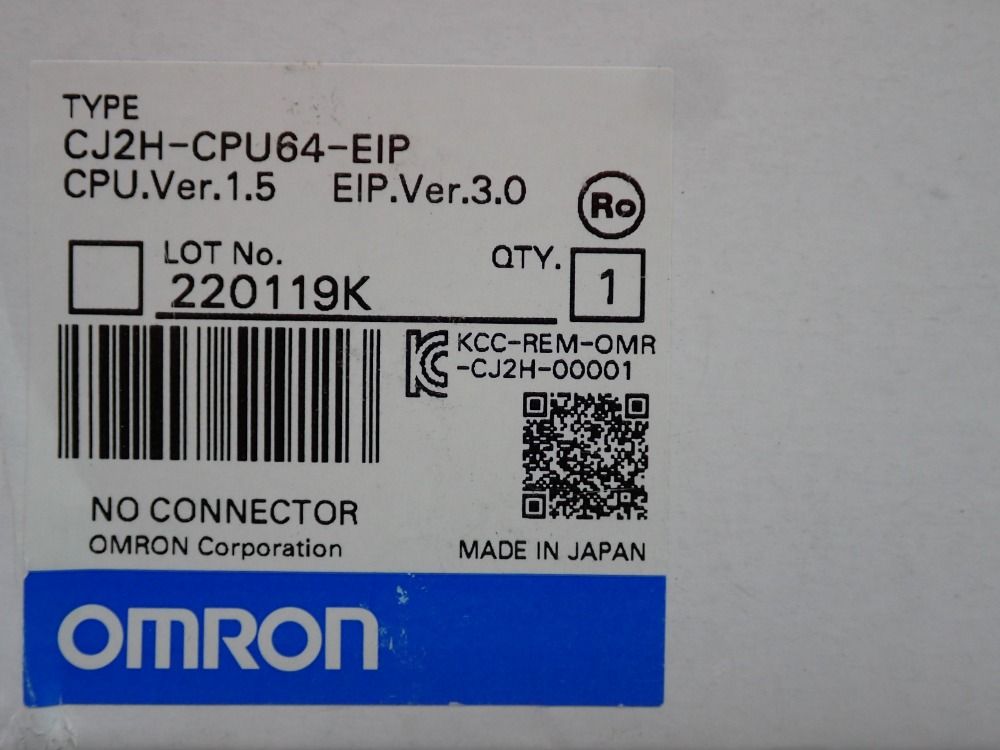 TYPE
CJ2H-CPU64-EIP
CPU.Ver.1.5 EIP.Ver.3.0
Ro
LOT No.
220119K
QTY.
1
KC
KCC-REM-OMR
-CJ2H-00001
NO CONNECTOR
OMRON Corporation
MADE IN JAPAN
OMRON